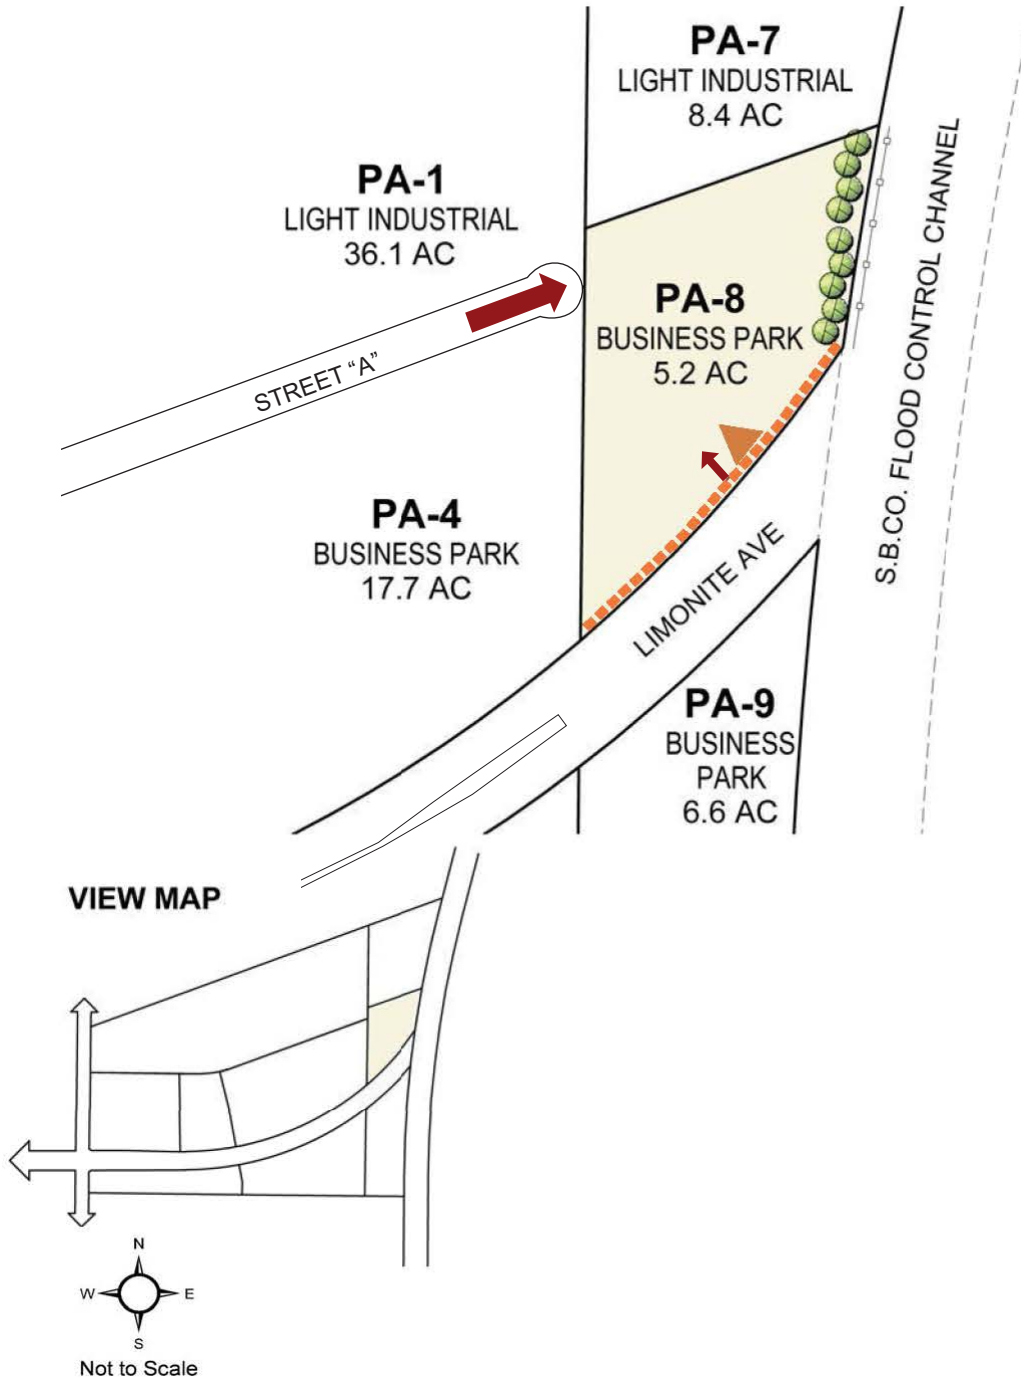 PA-7
LIGHT INDUSTRIAL
8.4 AC
PA-1
LIGHT INDUSTRIAL
36.1 AC
PA-8
BUSINESS PARK
5.2 AC
STREET “A”
S.B.CO. FLOOD CONTROL CHANNEL
PA-4
BUSINESS PARK
17.7 AC
LIMONITE AVE
PA-9
BUSINESS
PARK
6.6 AC
VIEW MAP
N
W E
S
Not to Scale